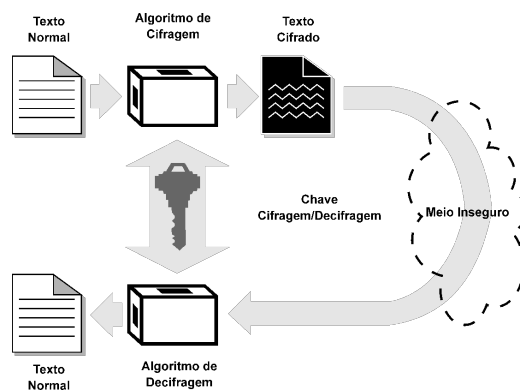 Texto
Normal
Algoritmo de
Cifragem
Texto
Cifrado
Chave
Cifragem/Decifragem
Meio Inseguro
Texto
Normal
Algoritmo de
Decifragem